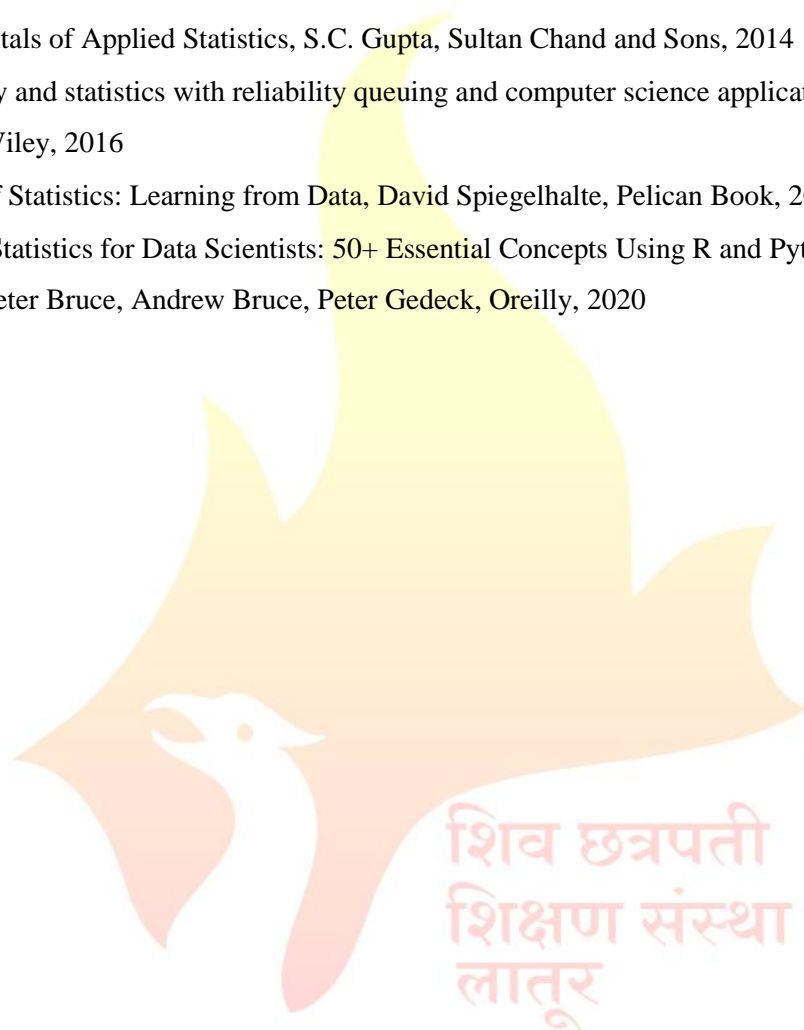 tals of Applied Statistics, S.C. Gupta, Sultan Chand and Sons, 2014
y and statistics with reliability queuing and computer science applicat
Wiley, 2016
f Statistics: Learning from Data, David Spiegelhalte, Pelican Book, 20
Statistics for Data Scientists: 50+ Essential Concepts Using R and Pyt
eter Bruce, Andrew Bruce, Peter Gedeck, Oreilly, 2020
शिव छत्रपती
शिक्षण संस्था
लातूर